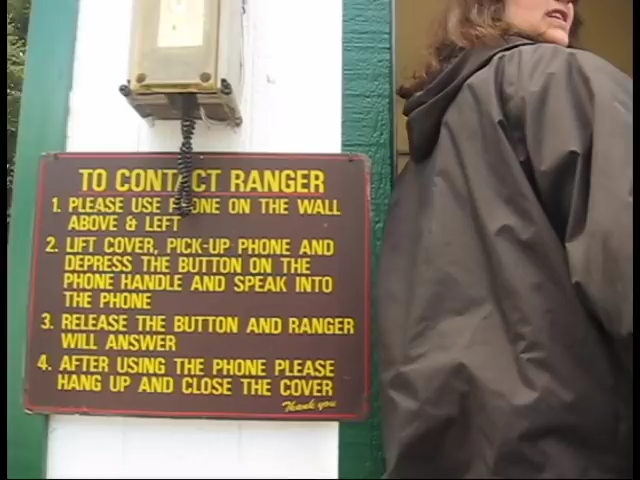 TO CONTACT RANGER
1. PLEASE USE PHONE ON THE WALL
ABOVE & LEFT
2. LIFT COVER, PICK-UP PHONE AND
DEPRESS THE BUTTON ON THE
PHONE HANDLE AND SPEAK INTO
THE PHONE
3. RELEASE THE BUTTON AND RANGER
WILL ANSWER
4. AFTER USING THE PHONE PLEASE
HANG UP AND CLOSE THE COVER
Thank you